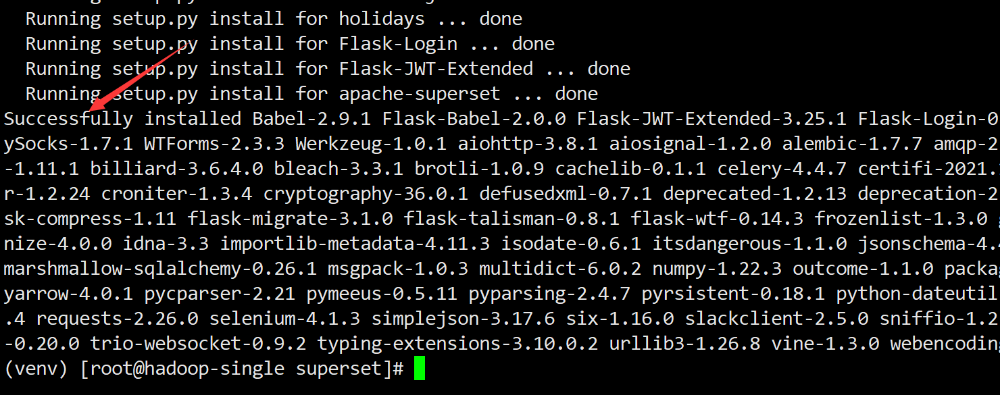 Running setup.py install for holidays ... done
Running setup.py install for Flask-Login ... done
Running setup.py install for Flask-JWT-Extended ... done
Running setup.py install for apache-superset ... done
Successfully installed Babel-2.9.1 Flask-Babel-2.0.0 Flask-JWT-Extended-3.25.1 Flask-Login-0
ySocks-1.7.1 WTForms-2.3.3 Werkzeug-1.0.1 aiohttp-3.8.1 aiosignal-1.2.0 alembic-1.7.7 amqp-2
-1.11.1 billiard-3.6.4.0 bleach-3.3.1 brotli-1.0.9 cachelib-0.1.1 celery-4.4.7 certifi-2021.
r-1.2.24 croniter-1.3.4 cryptography-36.0.1 defusedxml-0.7.1 deprecated-1.2.13 deprecation-2
sk-compress-1.11 flask-migrate-3.1.0 flask-talisman-0.8.1 flask-wtf-0.14.3 frozenlist-1.3.0
nize-4.0.0 idna-3.3 importlib-metadata-4.11.3 isodate-0.6.1 itsdangerous-1.1.0 jsonschema-4.
marshmallow-sqlalchemy-0.26.1 msgpack-1.0.3 multidict-6.0.2 numpy-1.22.3 outcome-1.1.0 packa
yarrow-4.0.1 pycparser-2.21 pymeeus-0.5.11 pyparsing-2.4.7 pyrsistent-0.18.1 python-dateutil
.4 requests-2.26.0 selenium-4.1.3 simplejson-3.17.6 six-1.16.0 slackclient-2.5.0 sniffio-1.2
-0.20.0 trio-websocket-0.9.2 typing-extensions-3.10.0.2 urllib3-1.26.8 vine-1.3.0 webencodin
(venv) [root@hadoop-single superset]#